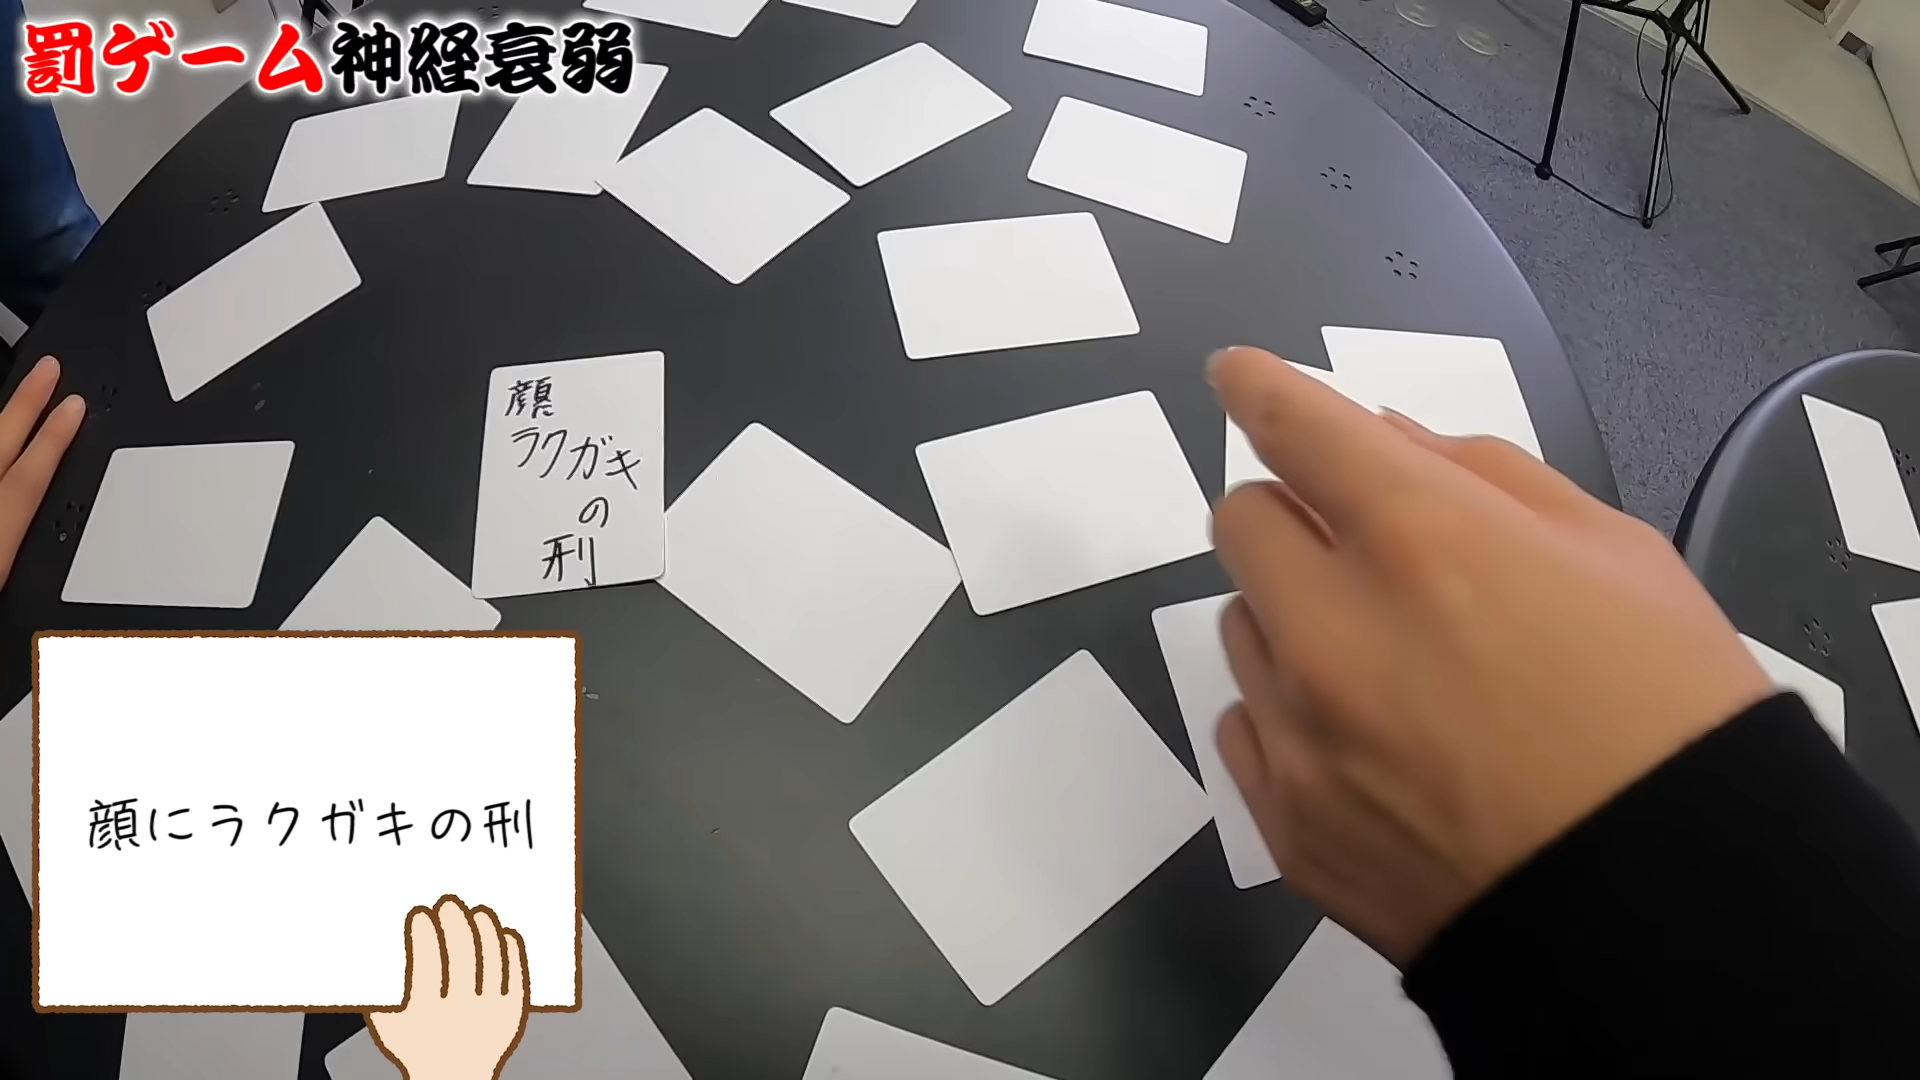 罰ゲーム神経衰弱
顔に
ラクガキ
の
刑
顔にラクガキの刑